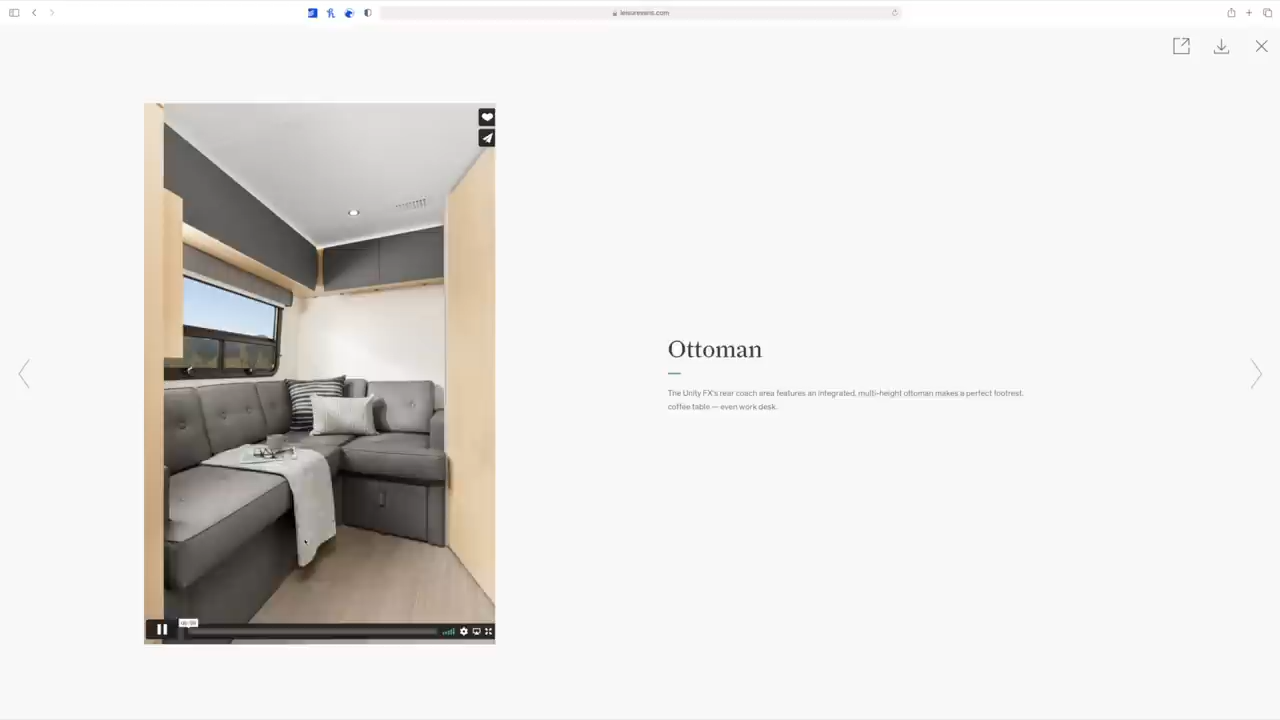 leisurevans.com
Ottoman
The Unity FX's rear coach area features an integrated, multi-height ottoman makes a perfect footrest,
coffee table — even work desk.